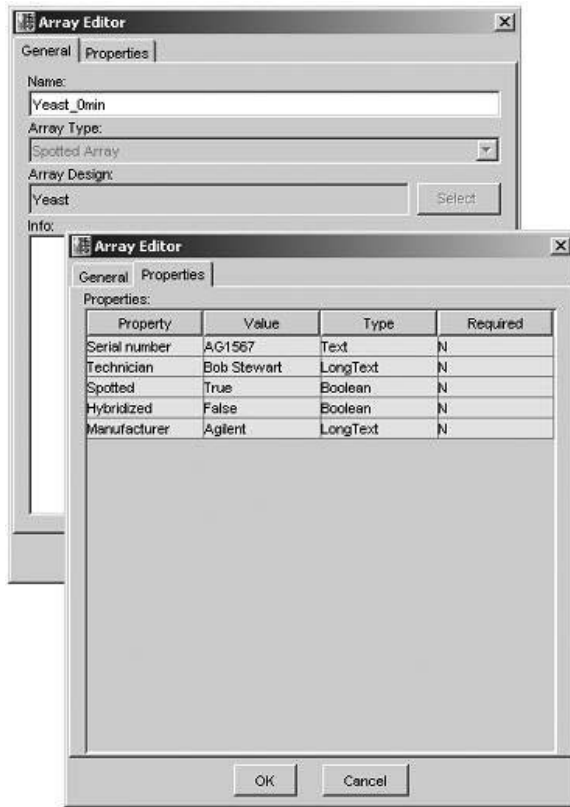 Array Editor
General Properties
Name:
Yeast_0min
Array Type:
Spotted Array
Array Design:
Yeast Select
Info:
Array Editor
General Properties
Properties:
Property Value Type Required
Serial number AG1567 Text N
Technician Bob Stewart LongText N
Spotted True Boolean N
Hybridized False Boolean N
Manufacturer Agilent LongText N
OK Cancel